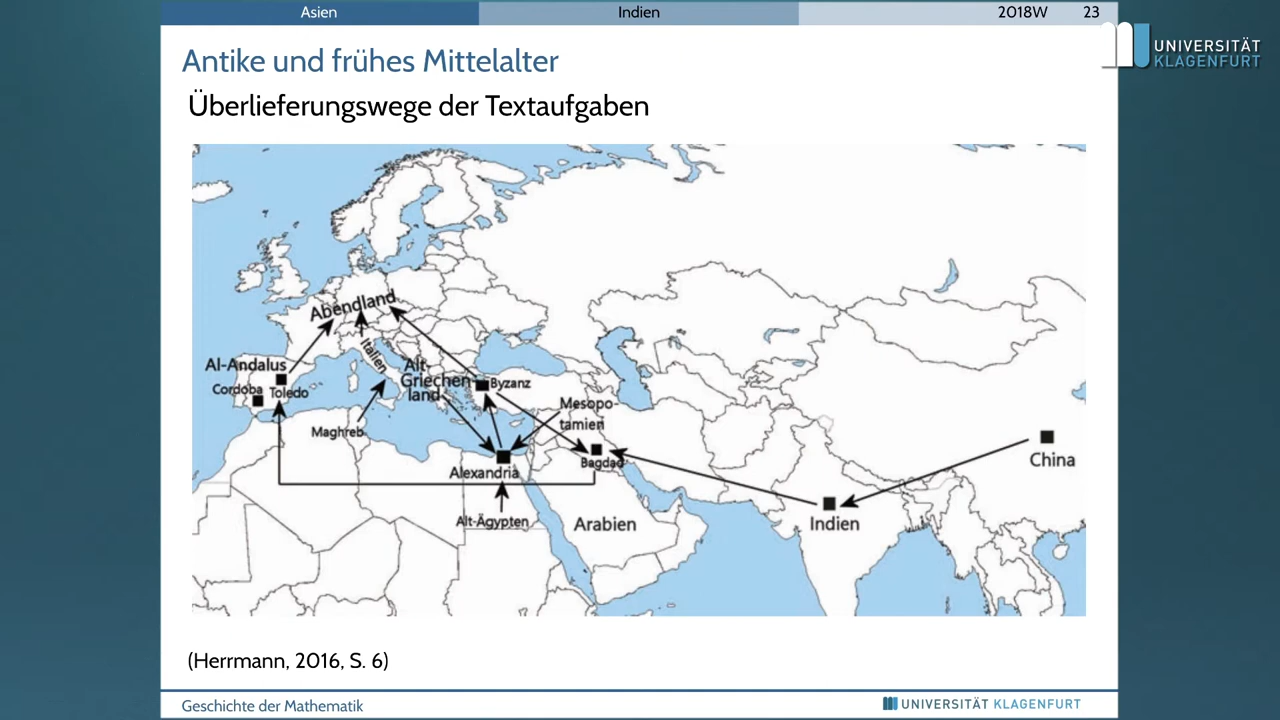 Asien
Indien
2018W
23
UNIVERSITÄT
KLAGENFURT
Antike und frühes Mittelalter
Überlieferungswege der Textaufgaben
Abendland
Italien
Al-Andalus
Cordoba
Toledo
Alt-
Griechen
land
Byzanz
Mesopo-
tamien
Maghreb
Alexandria
Bagdad
China
Alt-Ägypten
Arabien
Indien
(Herrmann, 2016, S. 6)
Geschichte der Mathematik
UNIVERSITÄT KLAGENFURT